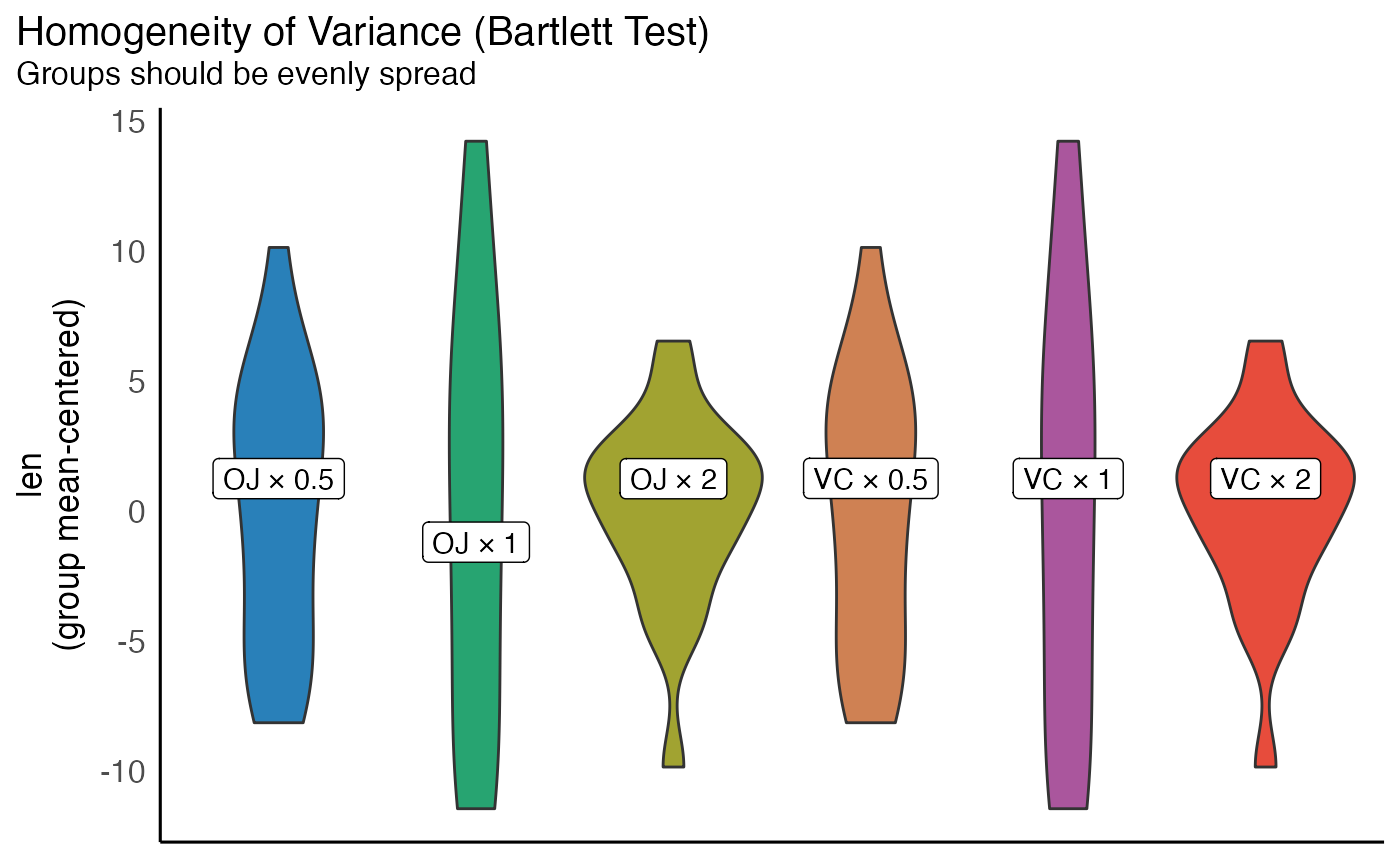 Homogeneity of Variance (Bartlett Test)
Groups should be evenly spread
15
10
5
0
-5
-10
len
(group mean-centered)
OJ × 0.5
OJ × 1
OJ × 2
VC × 0.5
VC × 1
VC × 2